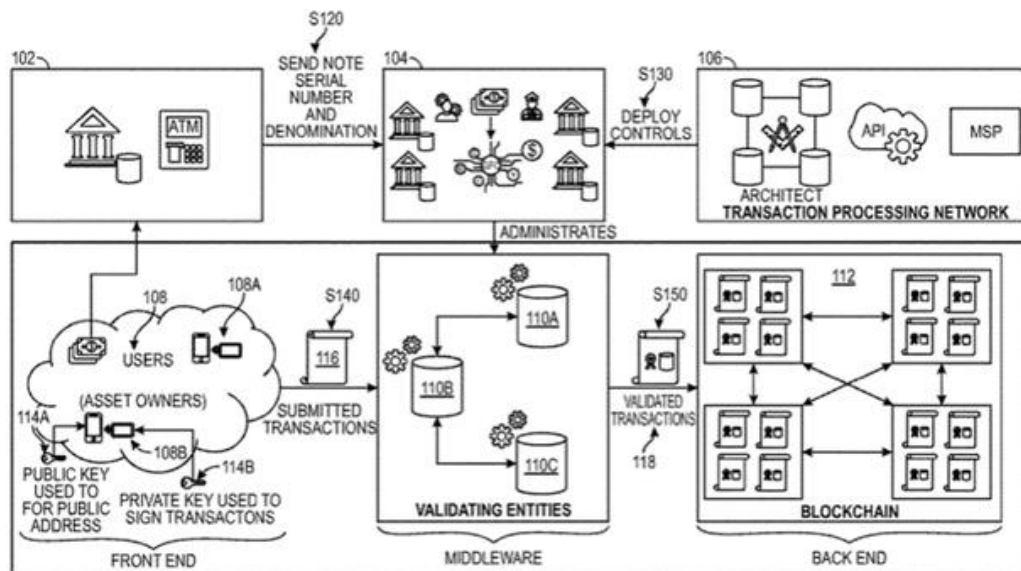 102
S120
SEND NOTE
SERIAL
NUMBER
AND
DENOMINATION
104
S130
DEPLOY
CONTROLS
106
ATM
$
API
MSP
ARCHITECT
TRANSACTION PROCESSING NETWORK
ADMINISTRATES
108
108A
USERS
(ASSET OWNERS)
114A
108B
114B
PUBLIC KEY
USED TO
FOR PUBLIC
ADDRESS
PRIVATE KEY USED TO
SIGN TRANSACTONS
FRONT END
S140
116
SUBMITTED
TRANSACTIONS
110A
110B
110C
VALIDATING ENTITIES
MIDDLEWARE
S150
VALIDATED
TRANSACTIONS
118
112
BLOCKCHAIN
BACK END